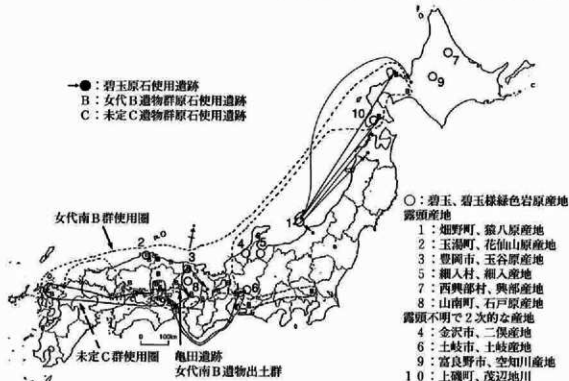 →●：碧玉原石使用遺跡
B：女代B遺物群原石使用遺跡
C：未定C遺物群原石使用遺跡
女代南B群使用圏
未定C群使用圏
亀田遺跡
女代南B遺物出土群
0 100km
○：碧玉、碧玉様緑色岩原産地
露頭産地
1：畑野町、猿八原産地
2：玉湯町、花仙山原産地
3：豊岡市、玉谷原産地
5：細入村、細入産地
7：西興部村、興部産地
8：山南町、石戸原産地
露頭不明で2次的な産地
4：金沢市、二俣産地
6：土岐市、土岐産地
9：富良野市、空知川産地
10：上磯町、茂辺地川
7
9
10
1
4
5
2
3
6